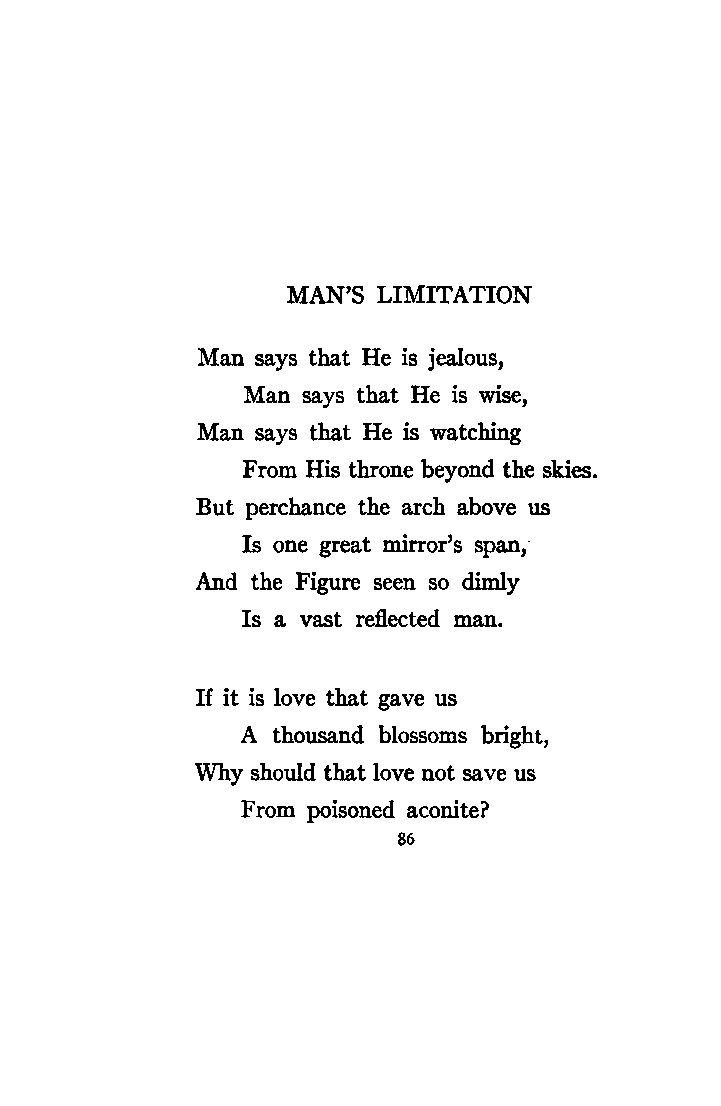 MAN'S LIMITATION
Man says that He is jealous,
Man says that He is wise,
Man says that He is watching
From His throne beyond the skies.
But perchance the arch above us
Is one great mirror's span,
And the Figure seen so dimly
Is a vast reflected man.
If it is love that gave us
A thousand blossoms bright,
Why should that love not save us
From poisoned aconite?
86